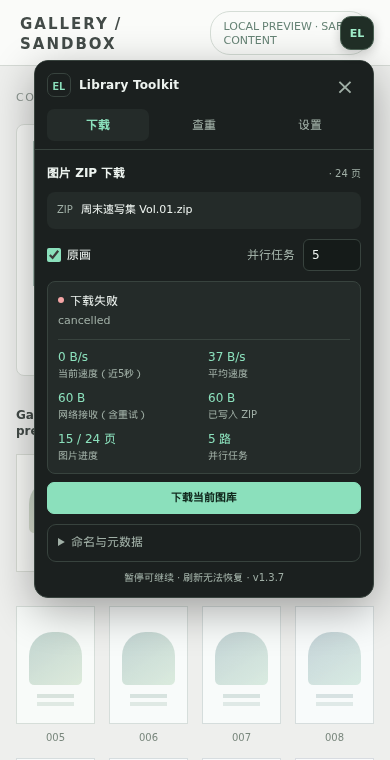 GALLERY /
SANDBOX
LOCAL PREVIEW · SAF
CONTENT
EL
CO
EL Library Toolkit ×
下载 查重 设置
图片 ZIP 下载 · 24 页
ZIP 周末速写集 Vol.01.zip
原画 并行任务 5
下载失败
cancelled
0 B/s 37 B/s
当前速度（近5秒） 平均速度
60 B 60 B
网络接收（含重试） 已写入 ZIP
15 / 24 页 5 路
图片进度 并行任务
下载当前图库
Ga
pre
命名与元数据
暂停可继续 · 刷新无法恢复 · v1.3.7
005 006 007 008